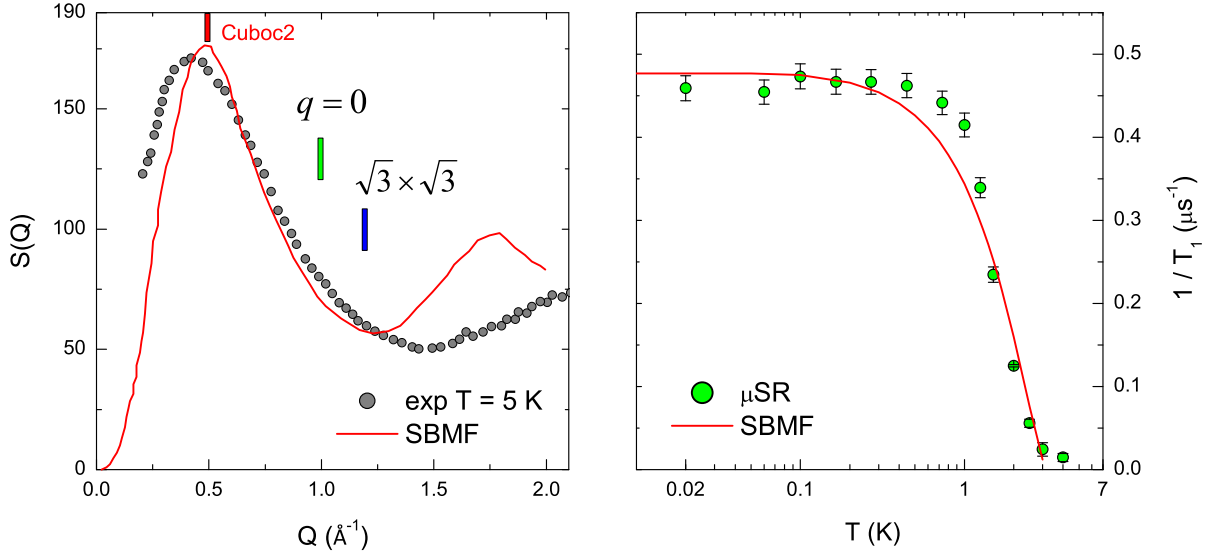 190
150
100
50
0
S(Q)
Cuboc2
q = 0
√3 × √3
exp T = 5 K
SBMF
0.0
0.5
1.0
1.5
2.0
Q (Å⁻¹)
μSR
SBMF
0.02
0.1
1
7
T (K)
0.5
0.4
0.3
0.2
0.1
0.0
1 / T₁ (μs⁻¹)